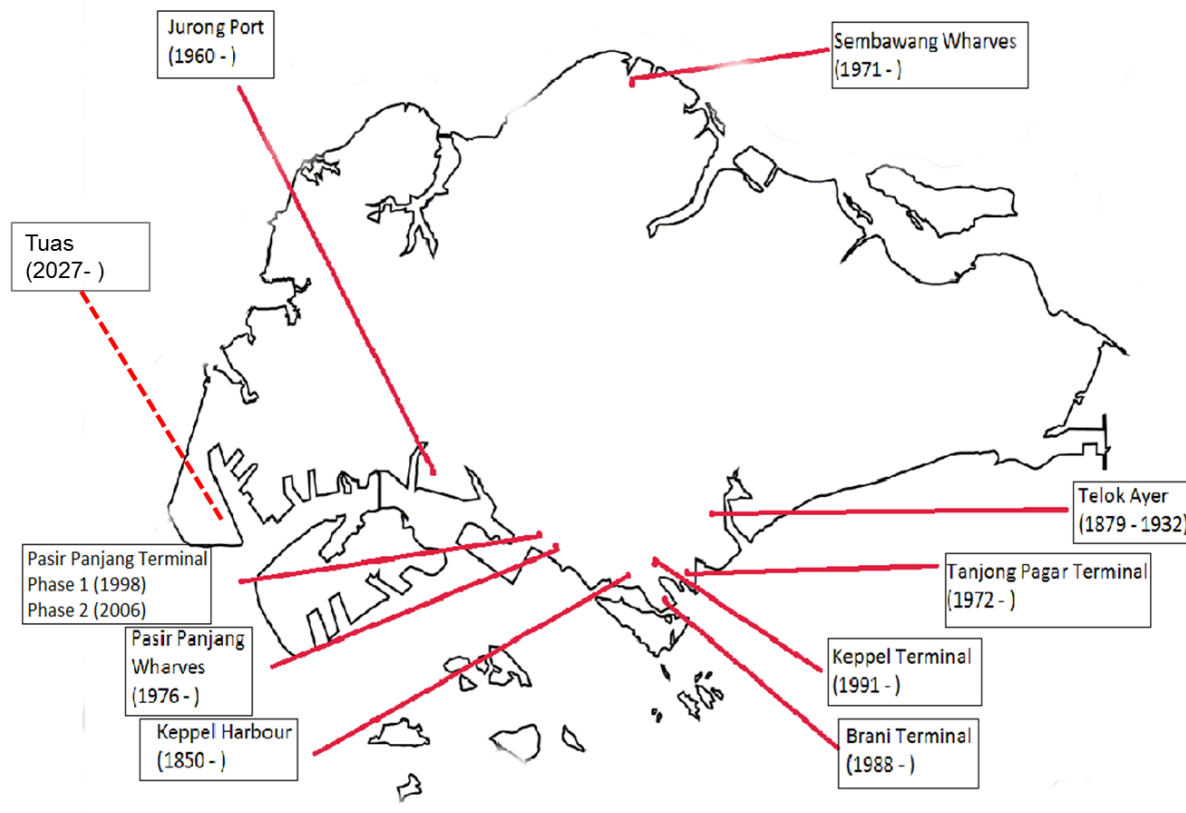 Jurong Port
(1960 - )
Sembawang Wharves
(1971 - )
Tuas
(2027- )
Telok Ayer
(1879 - 1932)
Pasir Panjang Terminal
Phase 1 (1998)
Phase 2 (2006)
Tanjong Pagar Terminal
(1972 - )
Pasir Panjang
Wharves
(1976 - )
Keppel Terminal
(1991 - )
Keppel Harbour
(1850 - )
Brani Terminal
(1988 - )